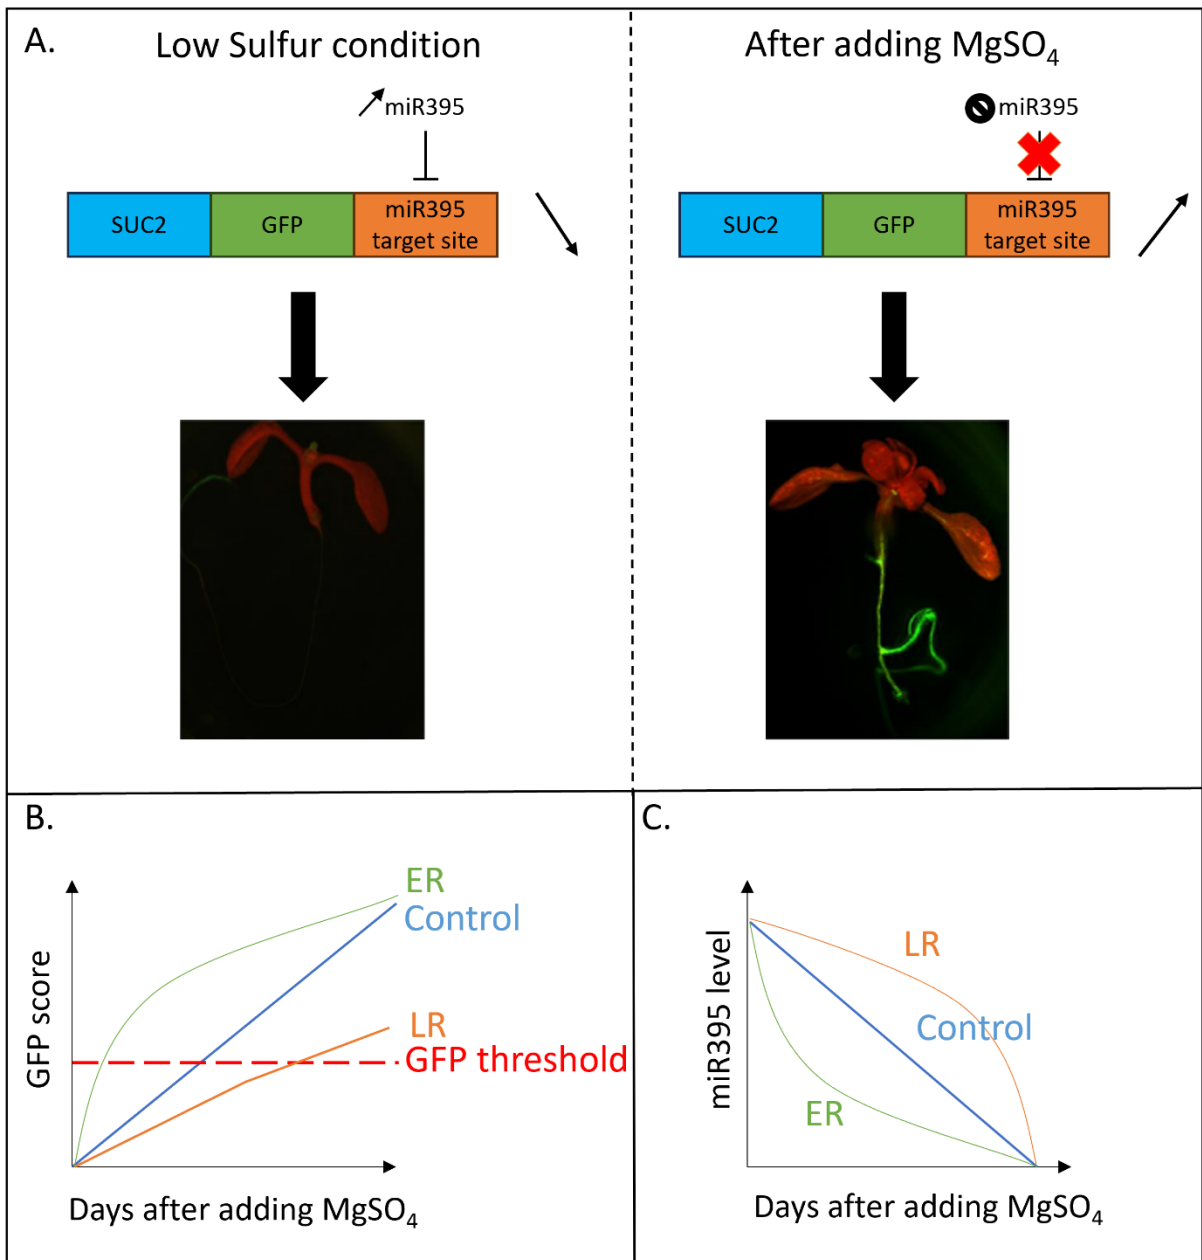 A.
Low Sulfur condition
miR395
SUC2
GFP
miR395
target site
After adding MgSO₄
miR395
SUC2
GFP
miR395
target site
B.
GFP score
ER
Control
LR
GFP threshold
Days after adding MgSO₄
C.
miR395 level
LR
Control
ER
Days after adding MgSO₄